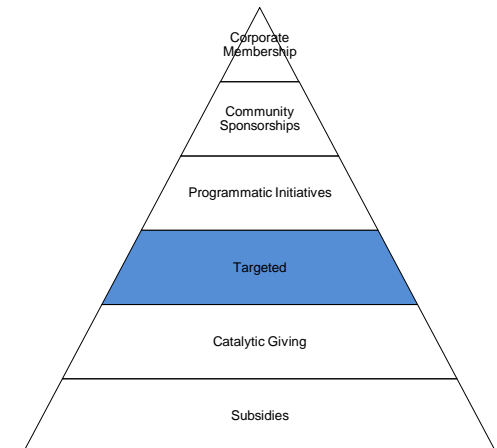 Corporate
Membership
Community
Sponsorships
Programmatic Initiatives
Targeted
Catalytic Giving
Subsidies